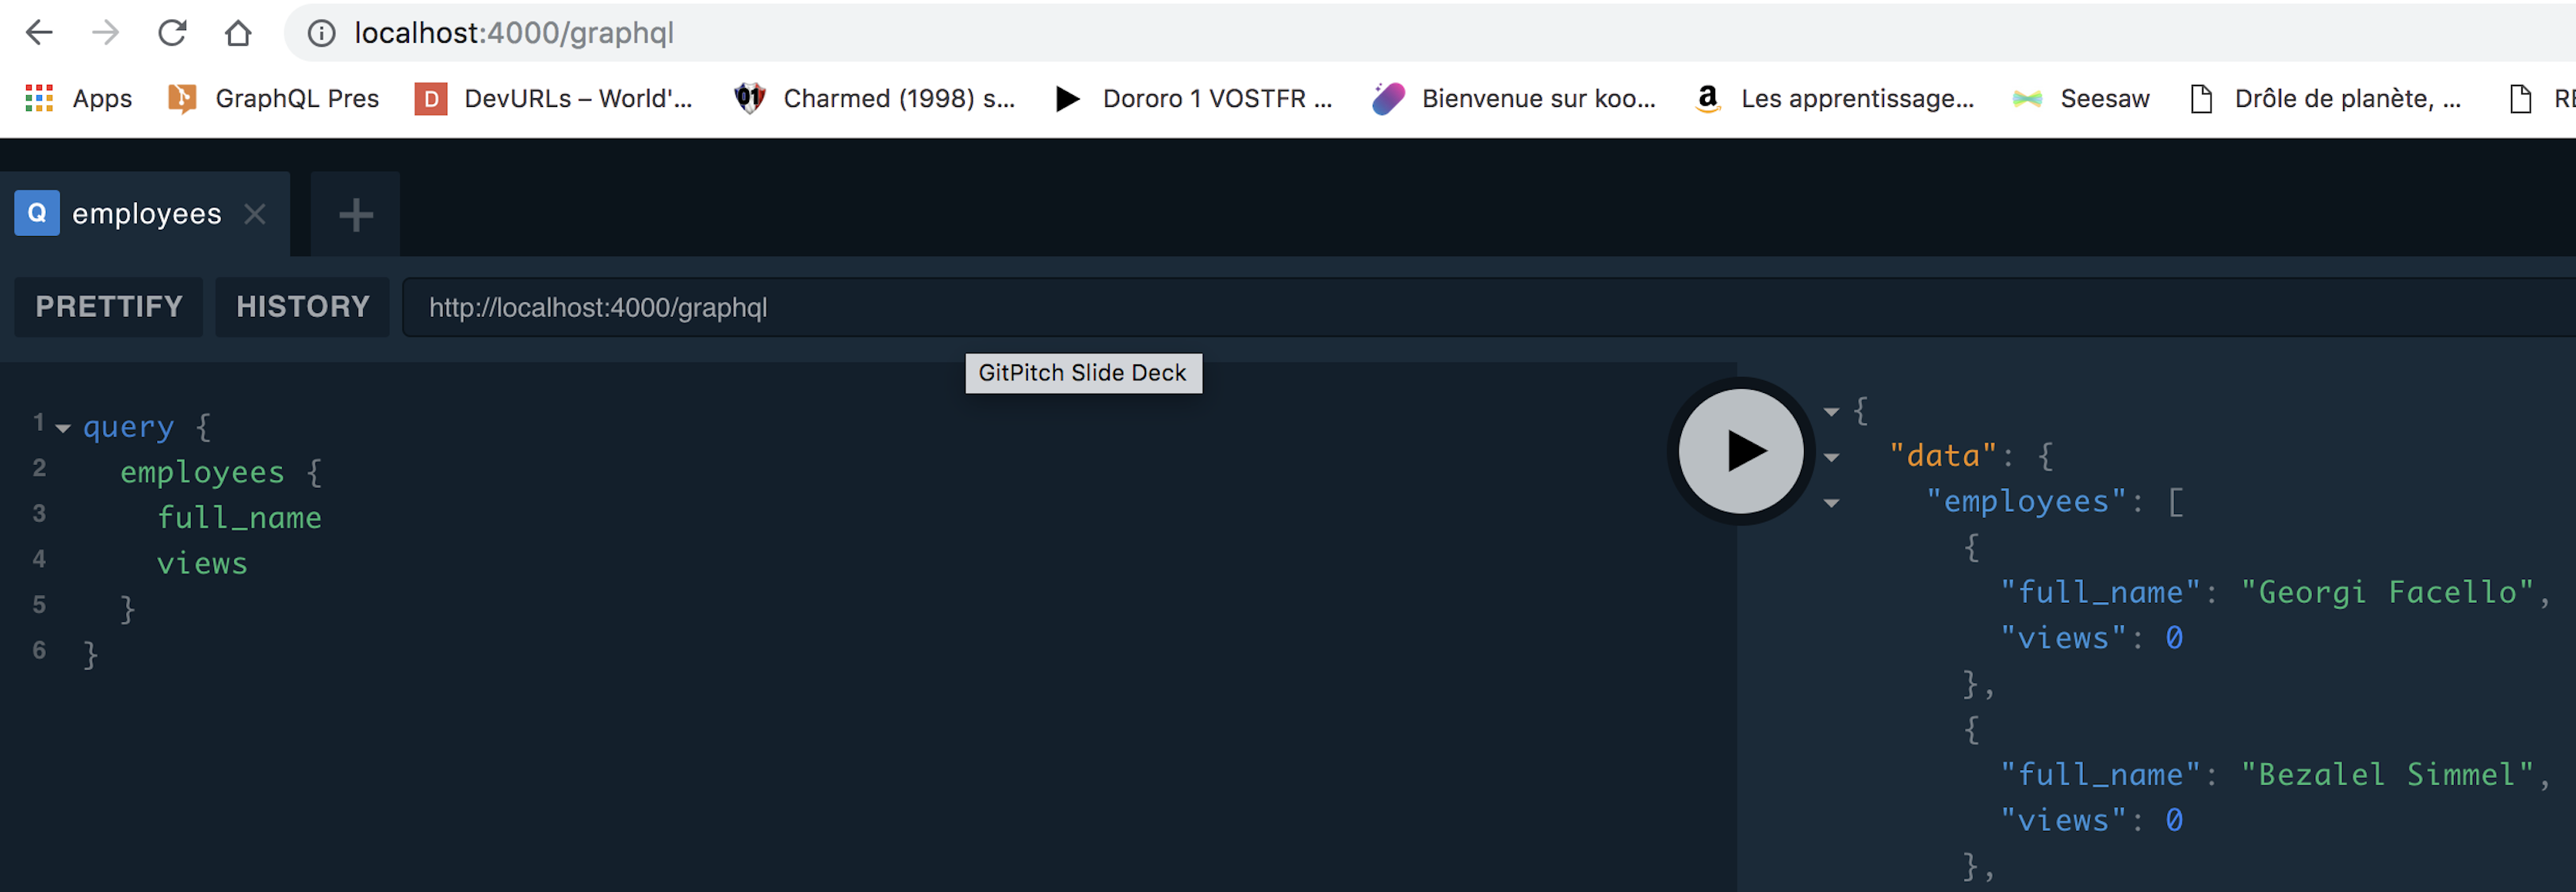 localhost:4000/graphql
Apps GraphQL Pres D DevURLs – World'... 01 Charmed (1998) s... Dororo 1 VOSTFR ... Bienvenue sur koo... a Les apprentissage... Seesaw Drôle de planète, ...
Q employees × +
PRETTIFY HISTORY http://localhost:4000/graphql
GitPitch Slide Deck
1 query {
2 employees {
3 full_name
4 views
5 }
6 }
{
"data": {
"employees": [
{
"full_name": "Georgi Facello",
"views": 0
},
{
"full_name": "Bezalel Simmel",
"views": 0
},